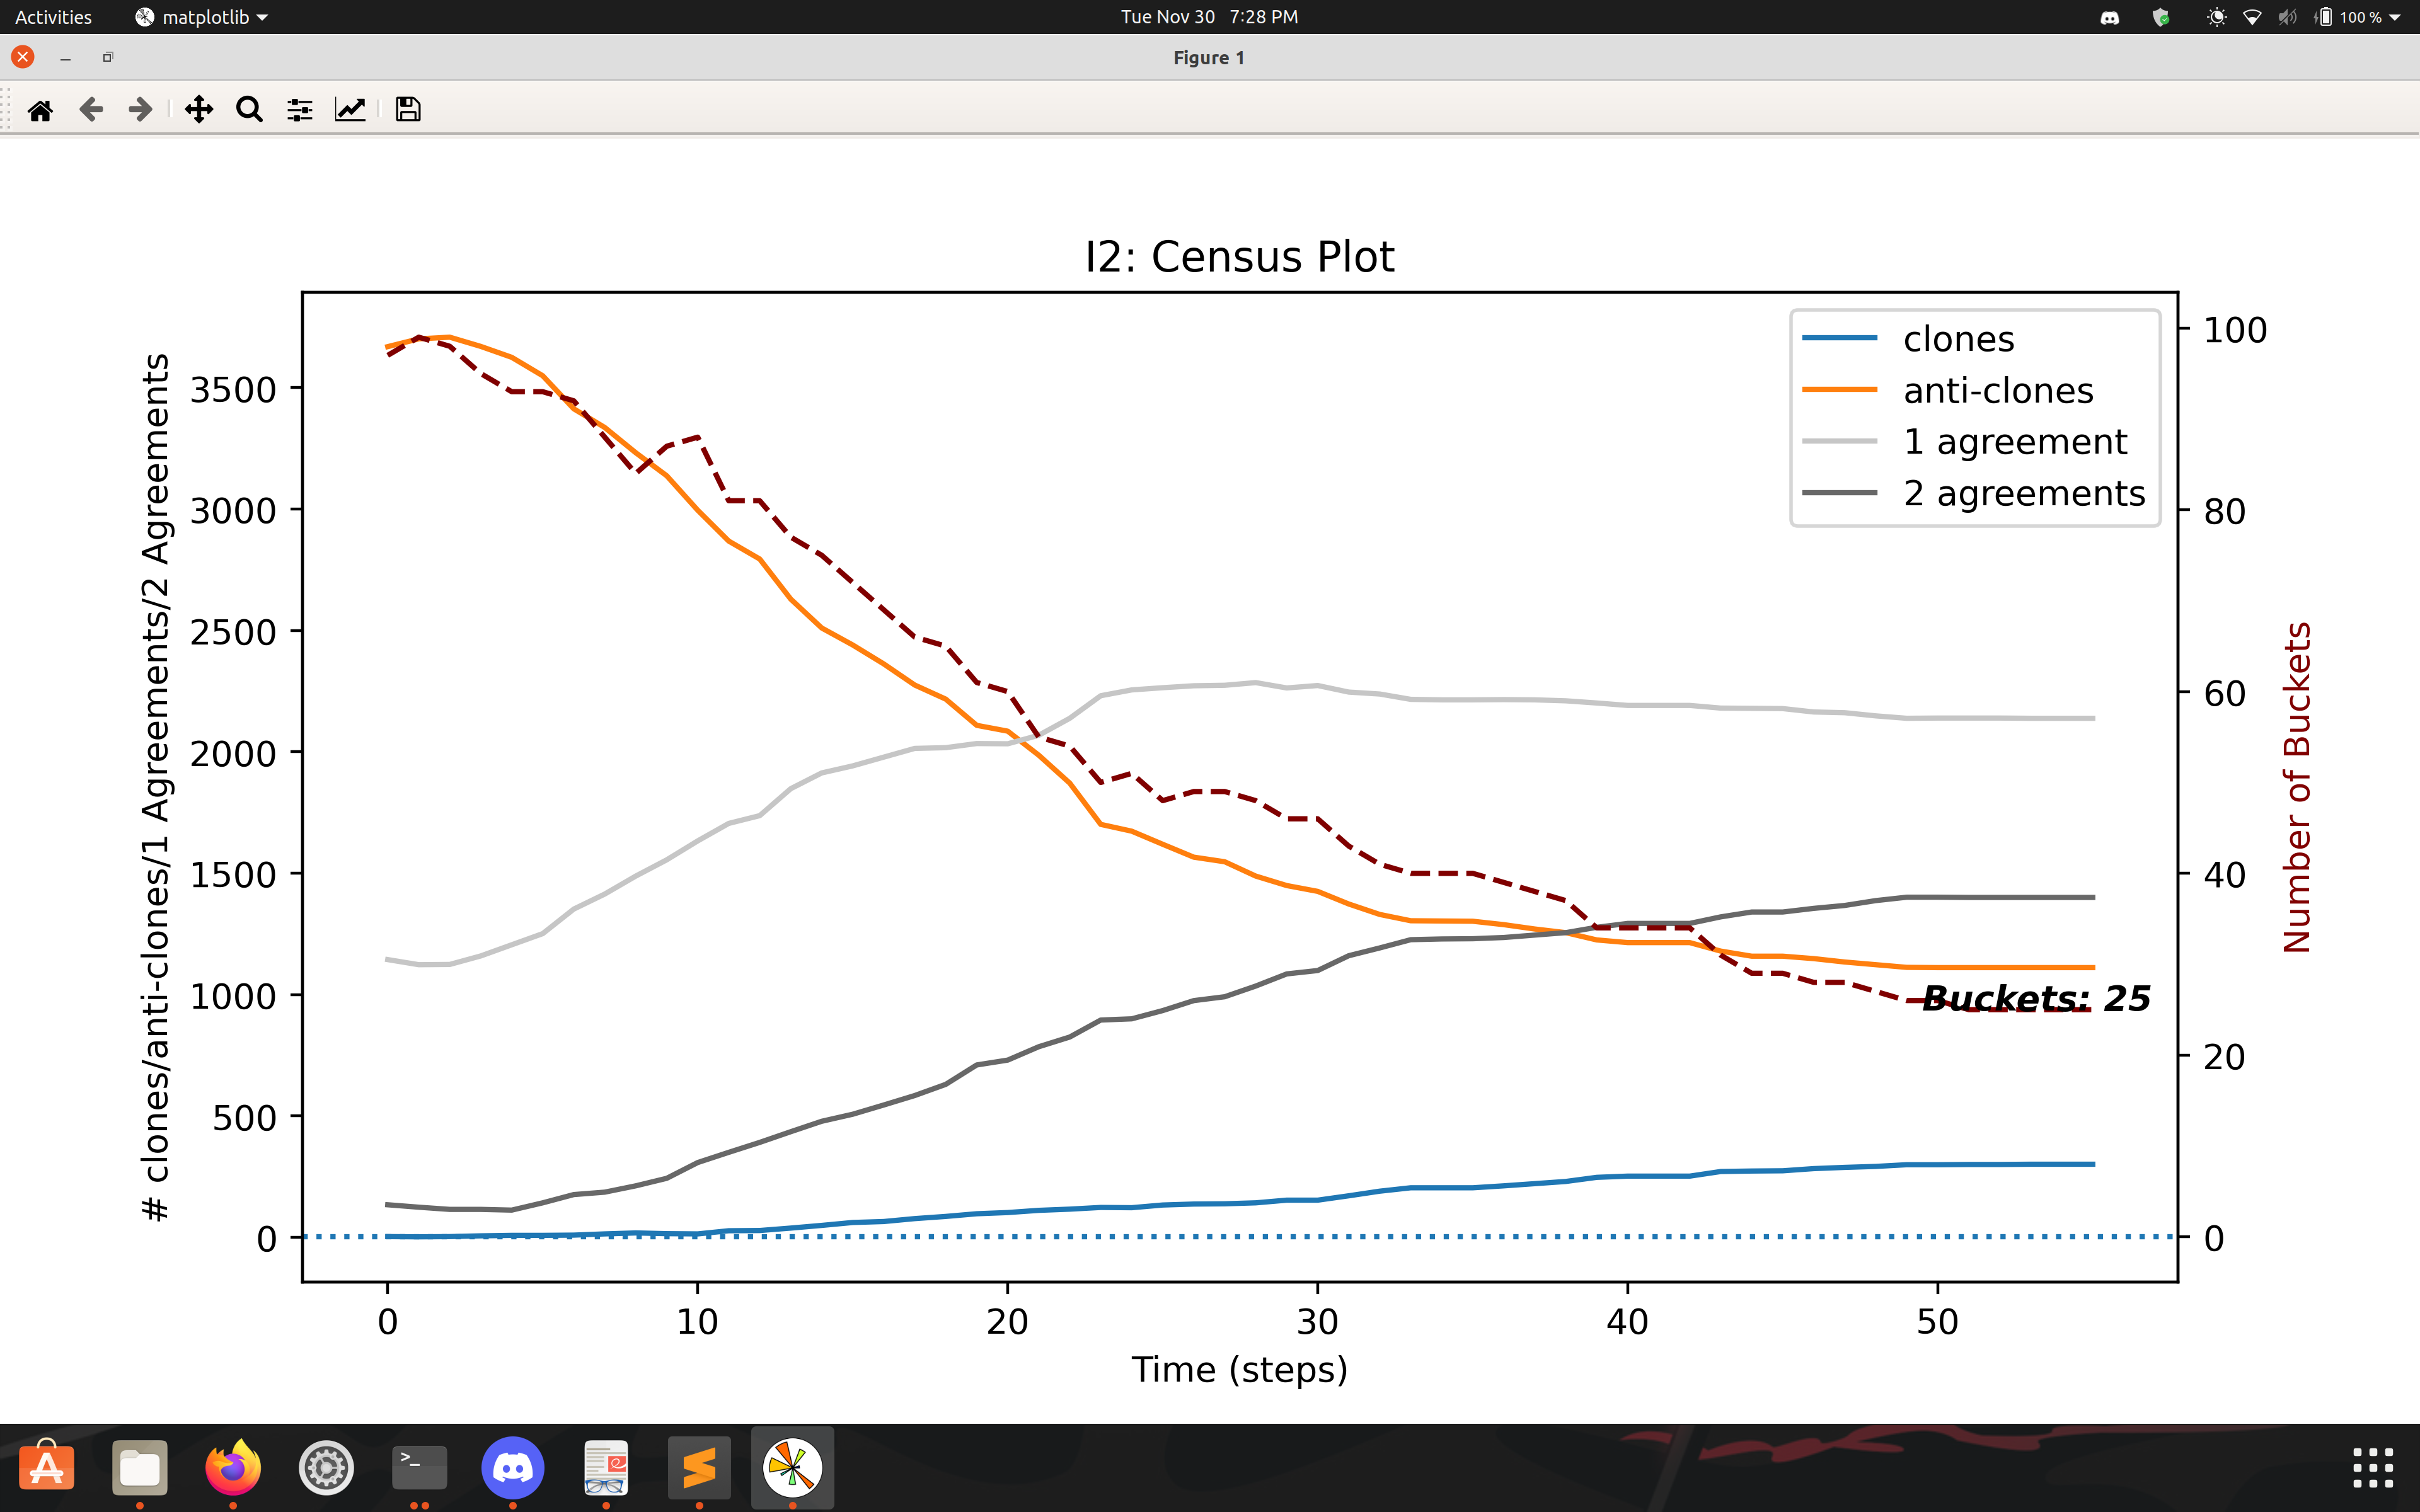 Activities
matplotlib
Tue Nov 30 7:28 PM
100 %
Figure 1
I2: Census Plot
# clones/anti-clones/1 Agreements/2 Agreements
3500
3000
2500
2000
1500
1000
500
0
clones
anti-clones
1 agreement
2 agreements
100
80
60
40
20
0
Number of Buckets
Buckets: 25
0
10
20
30
40
50
Time (steps)